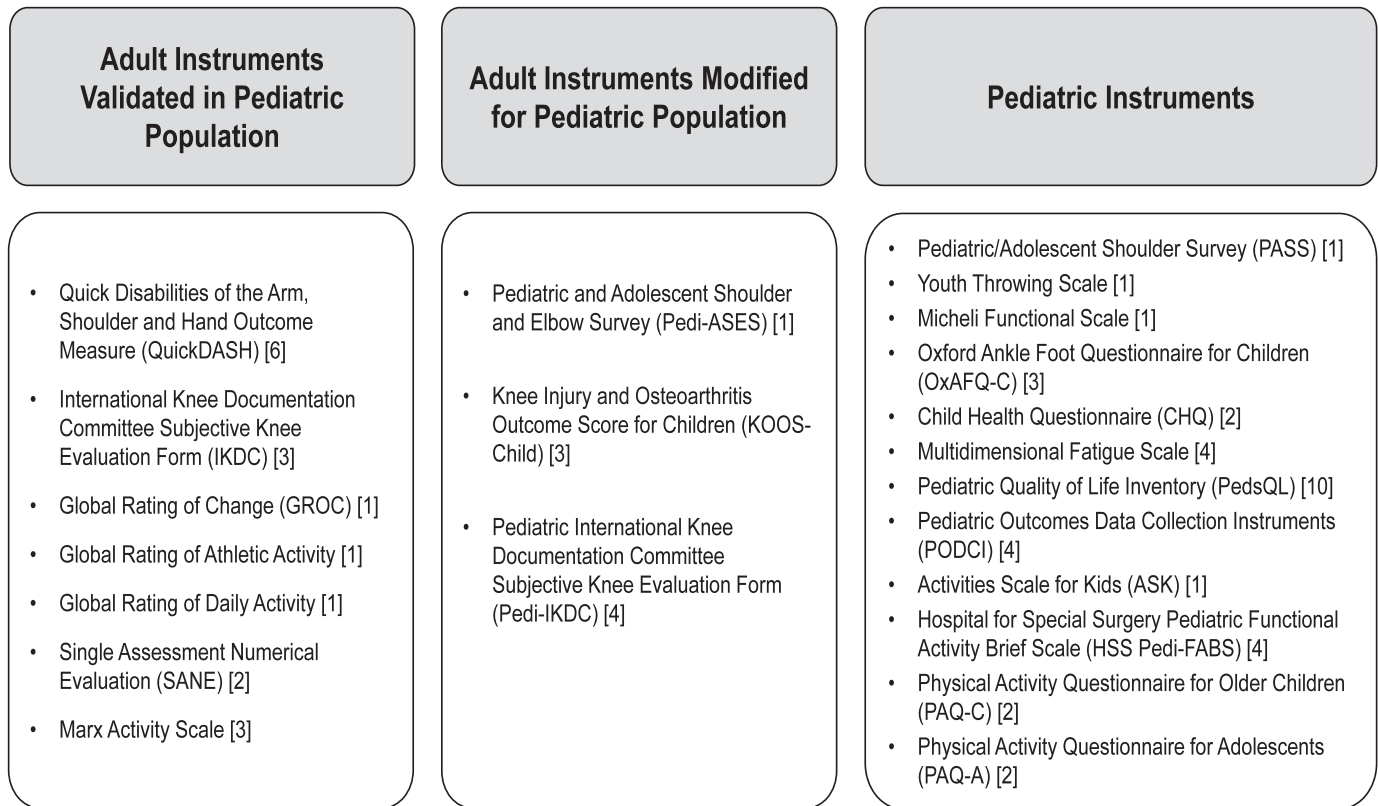 Adult Instruments
Validated in Pediatric
Population
Adult Instruments Modified
for Pediatric Population
Pediatric Instruments
• Quick Disabilities of the Arm,
Shoulder and Hand Outcome
Measure (QuickDASH) [6]
• International Knee Documentation
Committee Subjective Knee
Evaluation Form (IKDC) [3]
• Global Rating of Change (GROC) [1]
• Global Rating of Athletic Activity [1]
• Global Rating of Daily Activity [1]
• Single Assessment Numerical
Evaluation (SANE) [2]
• Marx Activity Scale [3]
• Pediatric and Adolescent Shoulder
and Elbow Survey (Pedi-ASES) [1]
• Knee Injury and Osteoarthritis
Outcome Score for Children (KOOS-
Child) [3]
• Pediatric International Knee
Documentation Committee
Subjective Knee Evaluation Form
(Pedi-IKDC) [4]
• Pediatric/Adolescent Shoulder Survey (PASS) [1]
• Youth Throwing Scale [1]
• Micheli Functional Scale [1]
• Oxford Ankle Foot Questionnaire for Children
(OxAFQ-C) [3]
• Child Health Questionnaire (CHQ) [2]
• Multidimensional Fatigue Scale [4]
• Pediatric Quality of Life Inventory (PedsQL) [10]
• Pediatric Outcomes Data Collection Instruments
(PODCI) [4]
• Activities Scale for Kids (ASK) [1]
• Hospital for Special Surgery Pediatric Functional
Activity Brief Scale (HSS Pedi-FABS) [4]
• Physical Activity Questionnaire for Older Children
(PAQ-C) [2]
• Physical Activity Questionnaire for Adolescents
(PAQ-A) [2]